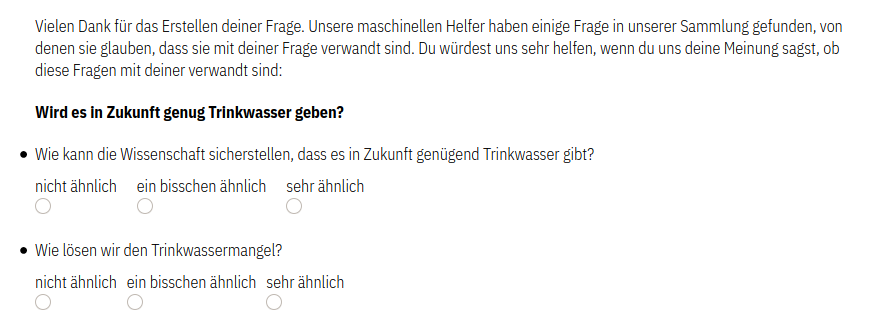 Vielen Dank für das Erstellen deiner Frage. Unsere maschinellen Helfer haben einige Frage in unserer Sammlung gefunden, von
denen sie glauben, dass sie mit deiner Frage verwandt sind. Du würdest uns sehr helfen, wenn du uns deine Meinung sagst, ob
diese Fragen mit deiner verwandt sind:
Wird es in Zukunft genug Trinkwasser geben?
• Wie kann die Wissenschaft sicherstellen, dass es in Zukunft genügend Trinkwasser gibt?
nicht ähnlich ein bisschen ähnlich sehr ähnlich
• Wie lösen wir den Trinkwassermangel?
nicht ähnlich ein bisschen ähnlich sehr ähnlich